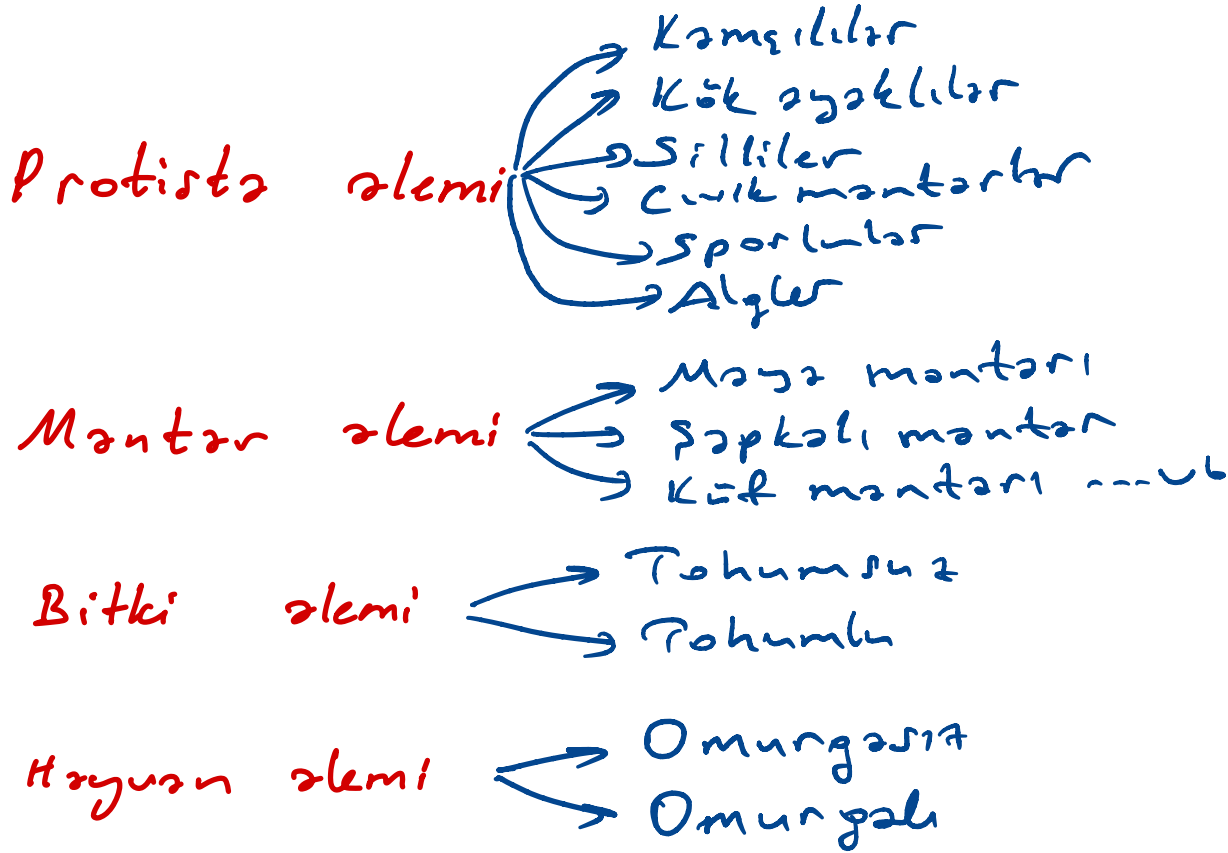 Protista alemi
Kamçılılar
Kök ayaklılar
Silliler
Cıvık mantarlar
Sporlular
Algler
Mantar alemi
Maya mantarı
Şapkalı mantar
Küf mantarı ....vb
Bitki alemi
Tohumsuz
Tohumlu
Hayvan alemi
Omurgasız
Omurgalı